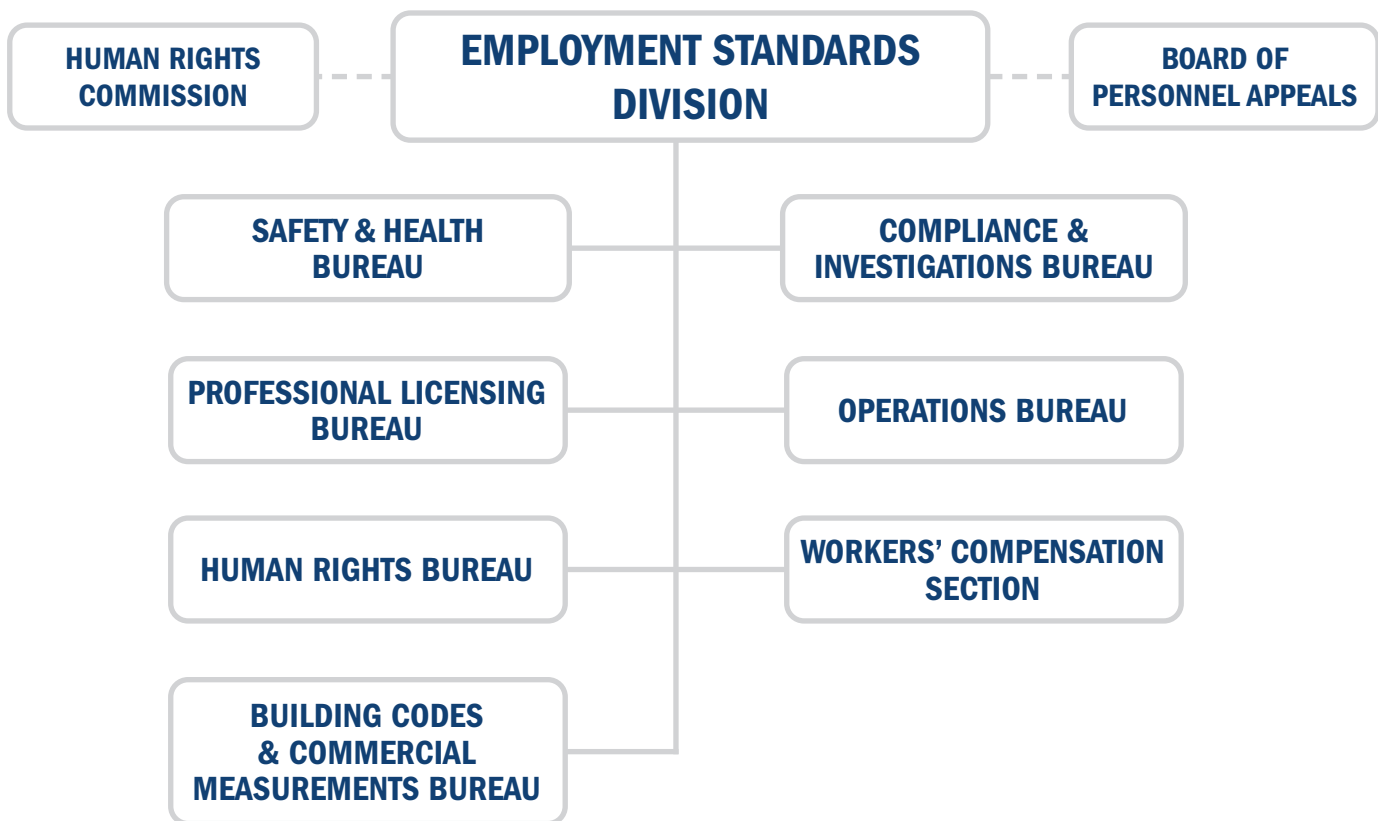 HUMAN RIGHTS
COMMISSION
EMPLOYMENT STANDARDS
DIVISION
BOARD OF
PERSONNEL APPEALS
SAFETY & HEALTH
BUREAU
COMPLIANCE &
INVESTIGATIONS BUREAU
PROFESSIONAL LICENSING
BUREAU
OPERATIONS BUREAU
HUMAN RIGHTS BUREAU
WORKERS’ COMPENSATION
SECTION
BUILDING CODES
& COMMERCIAL
MEASUREMENTS BUREAU